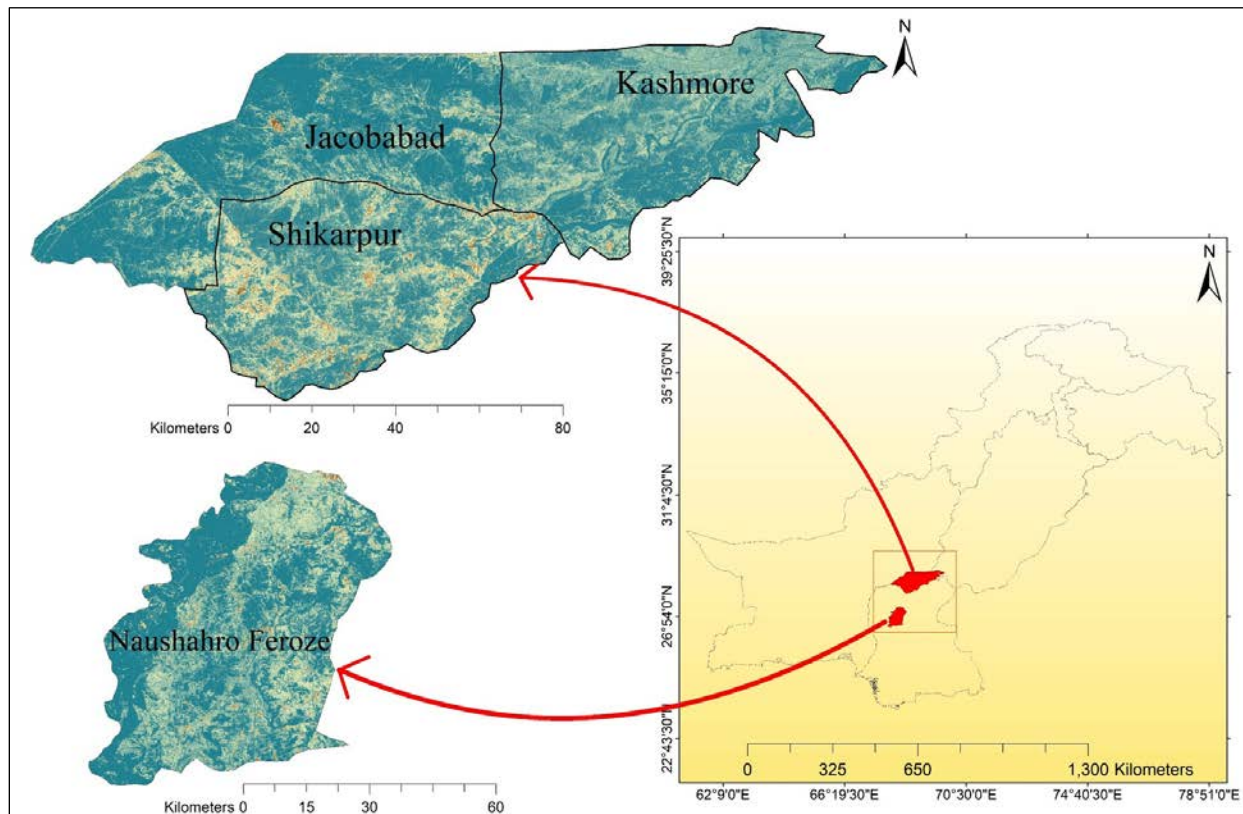 N
Kashmore
Jacobabad
Shikarpur
Kilometers 0 20 40 80
Naushahro Feroze
Kilometers 0 15 30 60
N
39°25'30"N
35°15'0"N
31°4'30"N
26°54'0"N
22°43'30"N
0 325 650 1,300 Kilometers
62°9'0"E 66°19'30"E 70°30'0"E 74°40'30"E 78°51'0"E